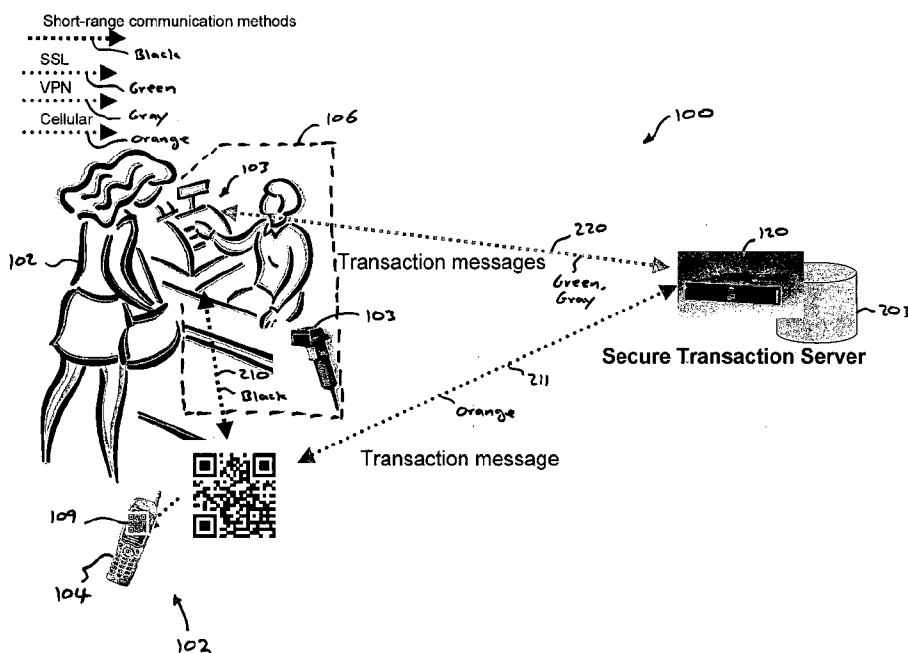 Short-range communication methods
Black
SSL
Green
VPN
Gray
Cellular
Orange
106
100
103
102
220
120
Transaction messages
Green,
Gray
203
103
Secure Transaction Server
210
Black
211
Orange
Transaction message
109
104
102